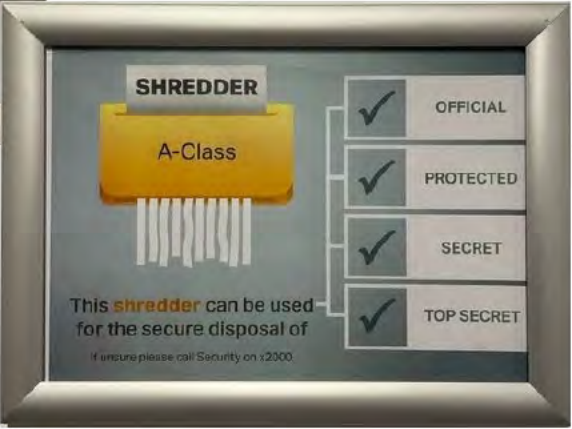 SHREDDER
A-Class
This shredder can be used
for the secure disposal of
If unsure please call Security on x2000
OFFICIAL
PROTECTED
SECRET
TOP SECRET